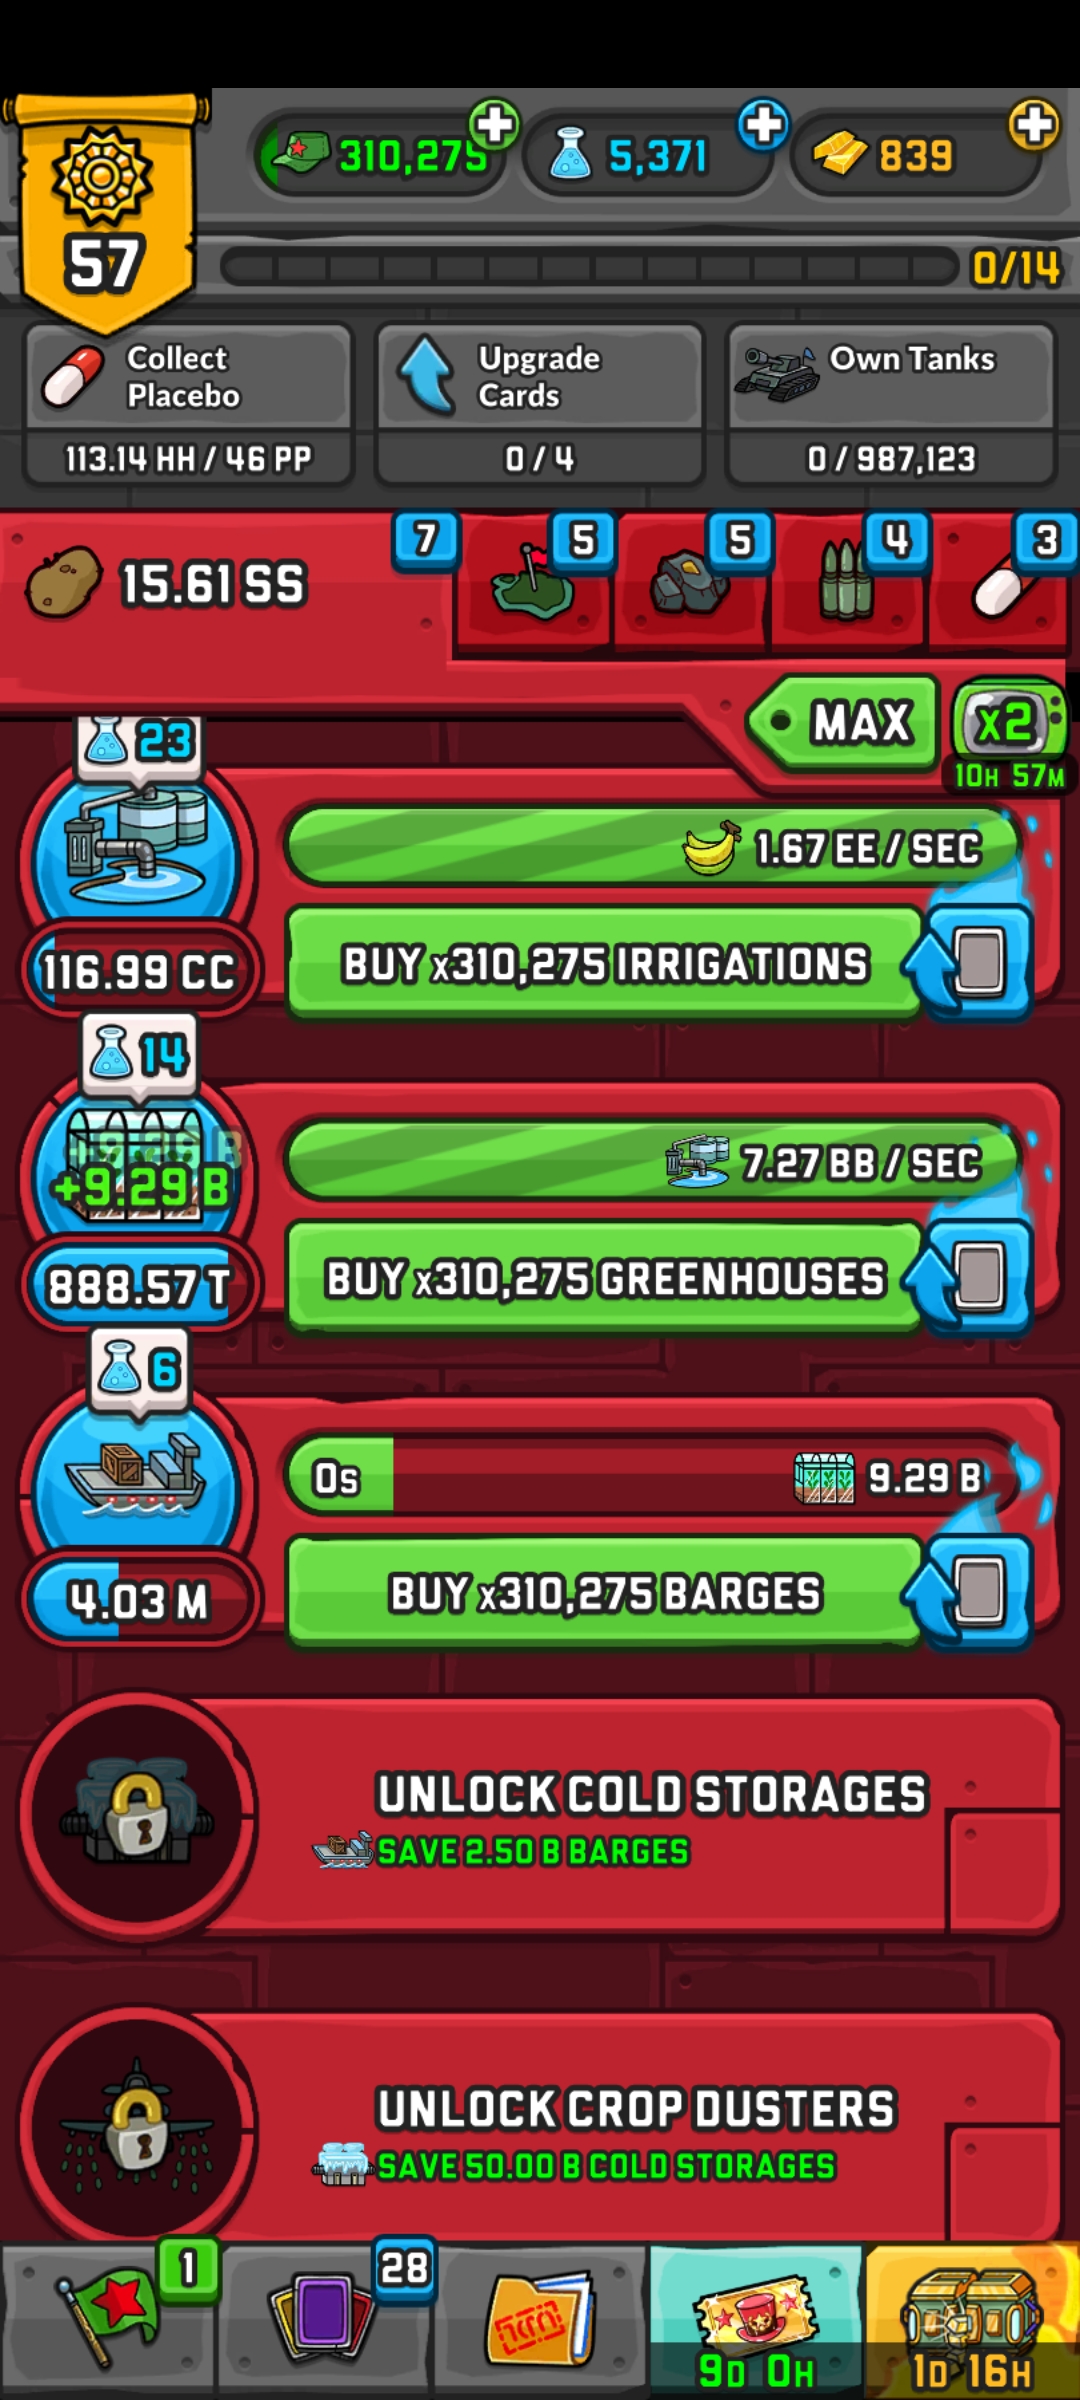 310,275
5,371
839
57
0/14
Collect
Placebo
Upgrade
Cards
Own Tanks
113.14 HH / 46 PP
0 / 4
0 / 987,123
15.61 SS
7
5
5
4
3
MAX
x2
10H 57M
23
1.67 EE / SEC
116.99 CC
BUY x310,275 IRRIGATIONS
14
+9.29 B
7.27 BB / SEC
888.57 T
BUY x310,275 GREENHOUSES
6
0s
9.29 B
4.03 M
BUY x310,275 BARGES
UNLOCK COLD STORAGES
SAVE 2.50 B BARGES
UNLOCK CROP DUSTERS
SAVE 50.00 B COLD STORAGES
1
28
9D 0H
1D 16H